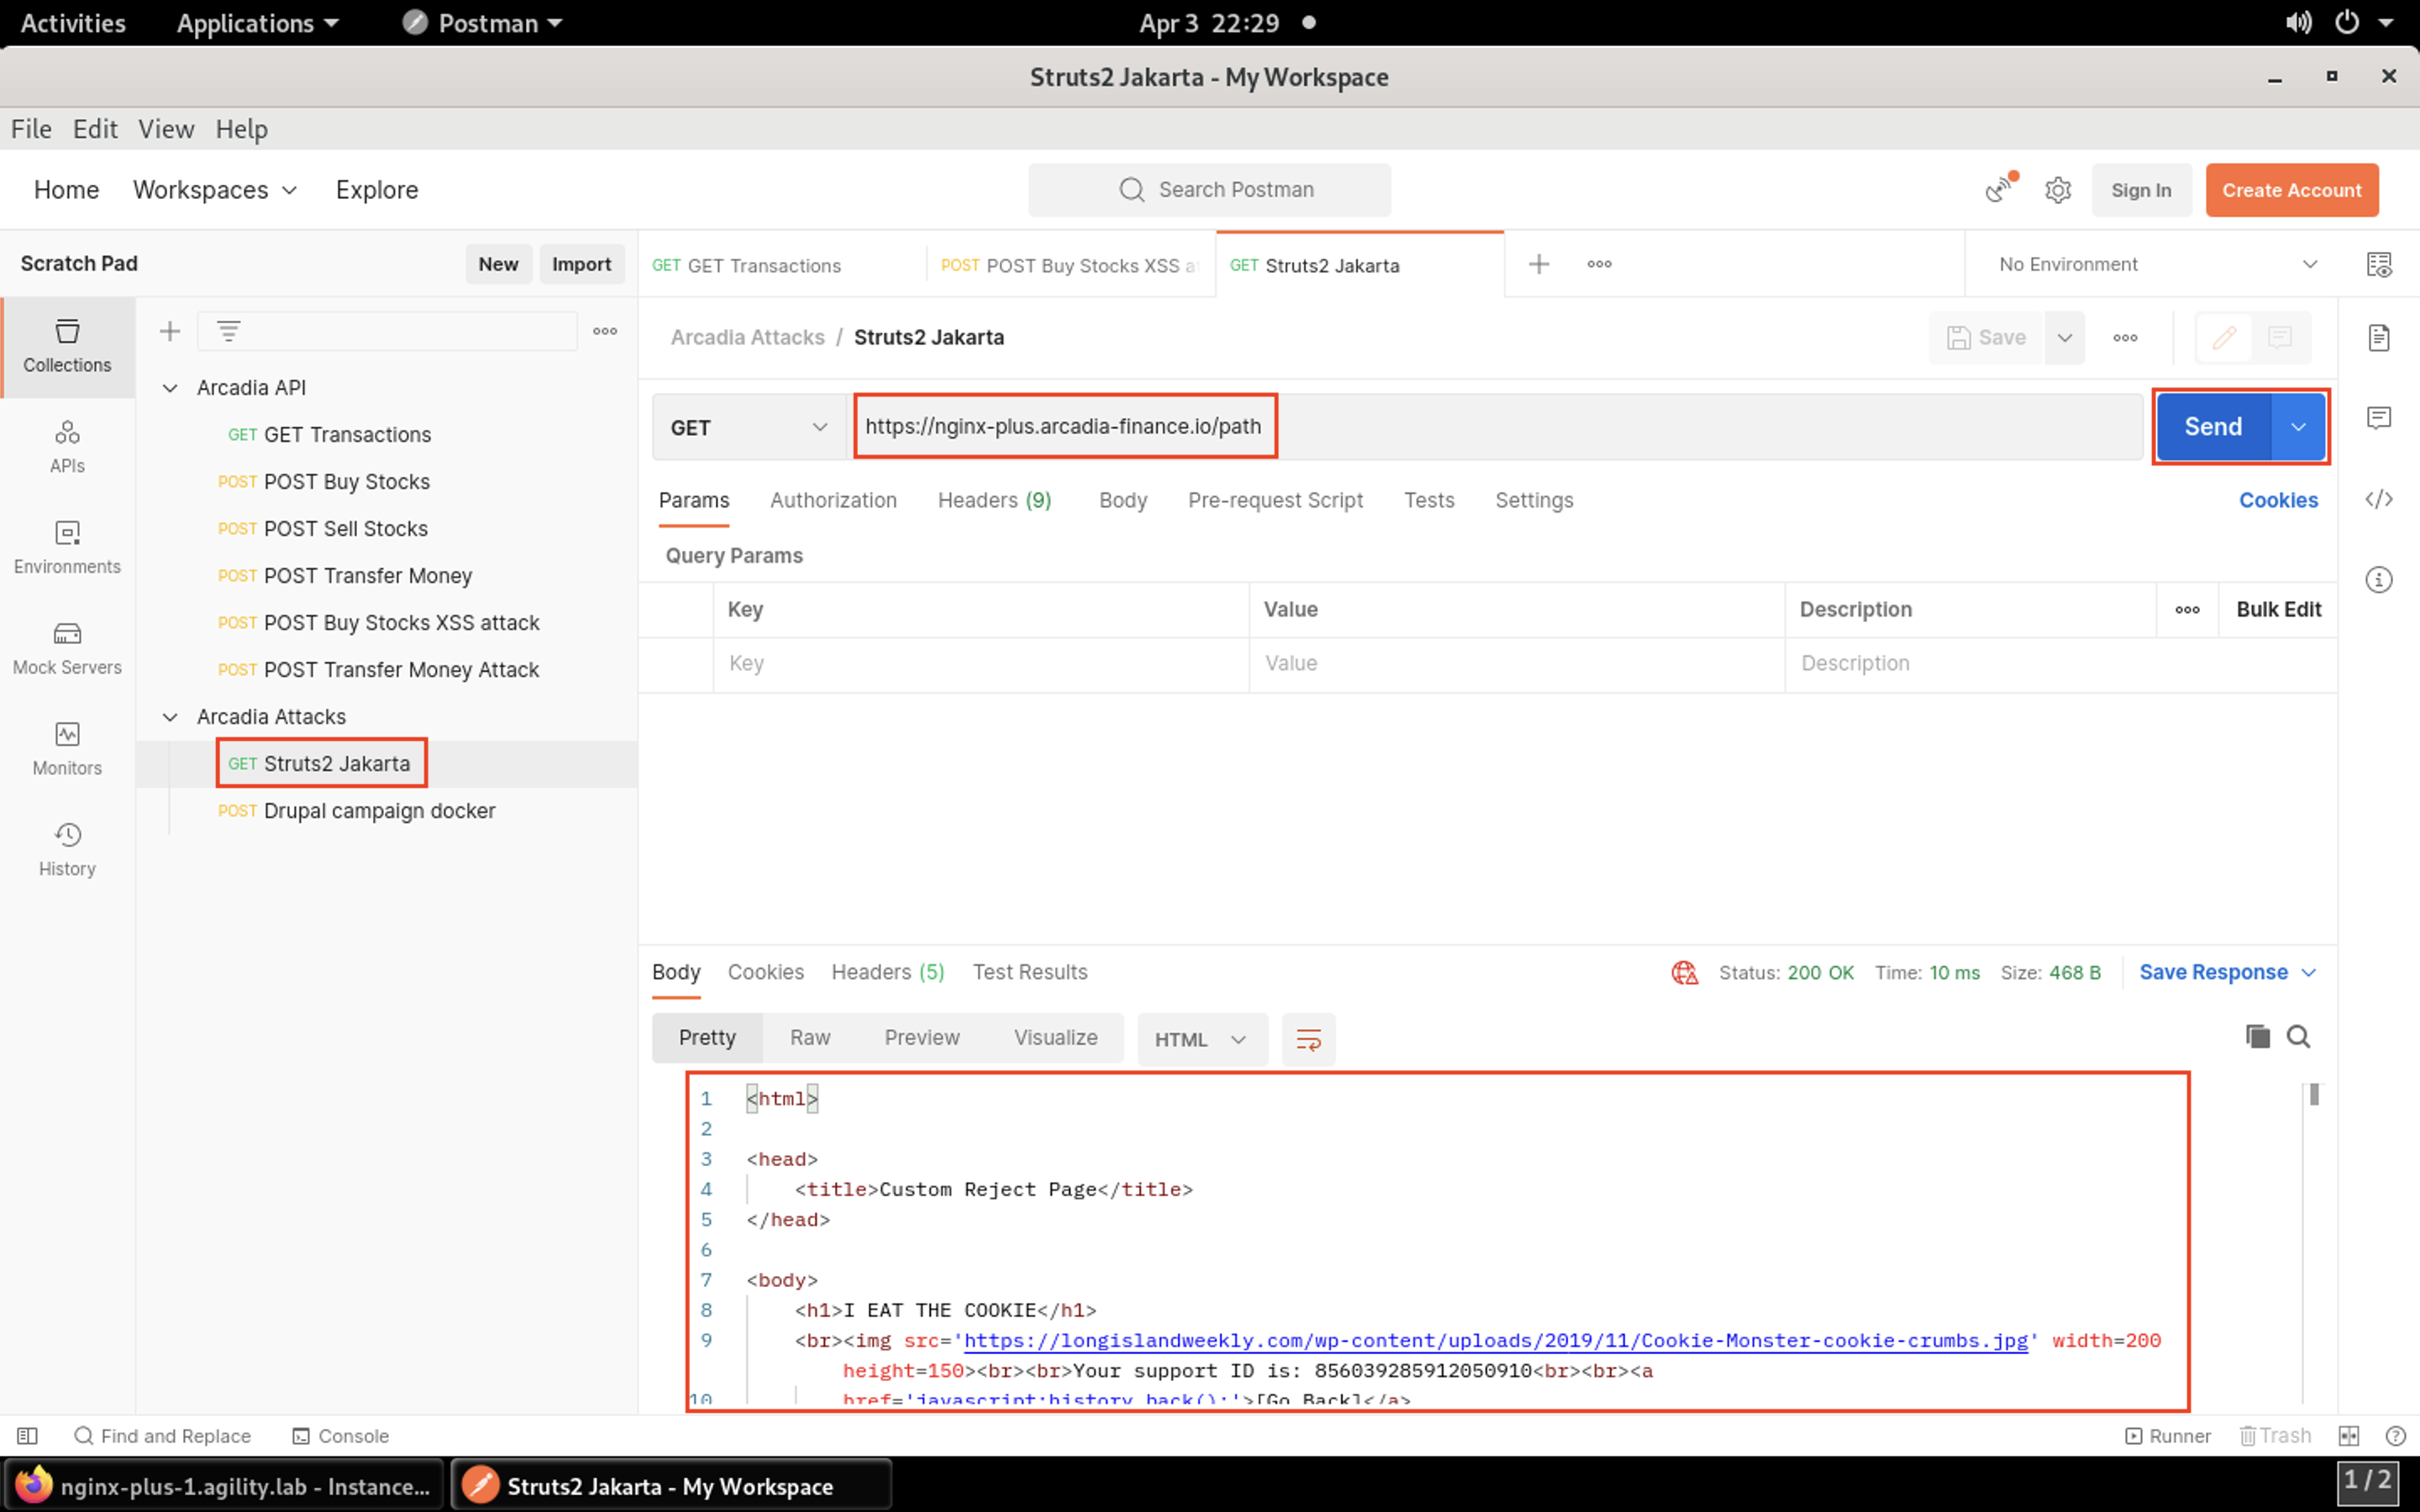 Activities Applications Postman Apr 3 22:29
Struts2 Jakarta - My Workspace
File Edit View Help
Home Workspaces Explore Search Postman Sign In Create Account
Scratch Pad New Import
GET GET Transactions POST POST Buy Stocks XSS at GET Struts2 Jakarta No Environment
Collections
APIs
Environments
Mock Servers
Monitors
History
Arcadia API
GET GET Transactions
POST POST Buy Stocks
POST POST Sell Stocks
POST POST Transfer Money
POST POST Buy Stocks XSS attack
POST POST Transfer Money Attack
Arcadia Attacks
GET Struts2 Jakarta
POST Drupal campaign docker
Arcadia Attacks / Struts2 Jakarta Save
GET https://nginx-plus.arcadia-finance.io/path Send
Params Authorization Headers (9) Body Pre-request Script Tests Settings Cookies
Query Params
Key Value Description Bulk Edit
Key Value Description
Body Cookies Headers (5) Test Results Status: 200 OK Time: 10 ms Size: 468 B Save Response
Pretty Raw Preview Visualize HTML
1 <html>
2
3 <head>
4 <title>Custom Reject Page</title>
5 </head>
6
7 <body>
8 <h1>I EAT THE COOKIE</h1>
9 <br><img src='https://longislandweekly.com/wp-content/uploads/2019/11/Cookie-Monster-cookie-crumbs.jpg' width=200
height=150><br><br>Your support ID is: 856039285912050910<br><br><a
10 href='javascript:history.back();'>[Go Back]</a>
Find and Replace Console Runner Trash
nginx-plus-1.agility.lab - Instance... Struts2 Jakarta - My Workspace 1 / 2